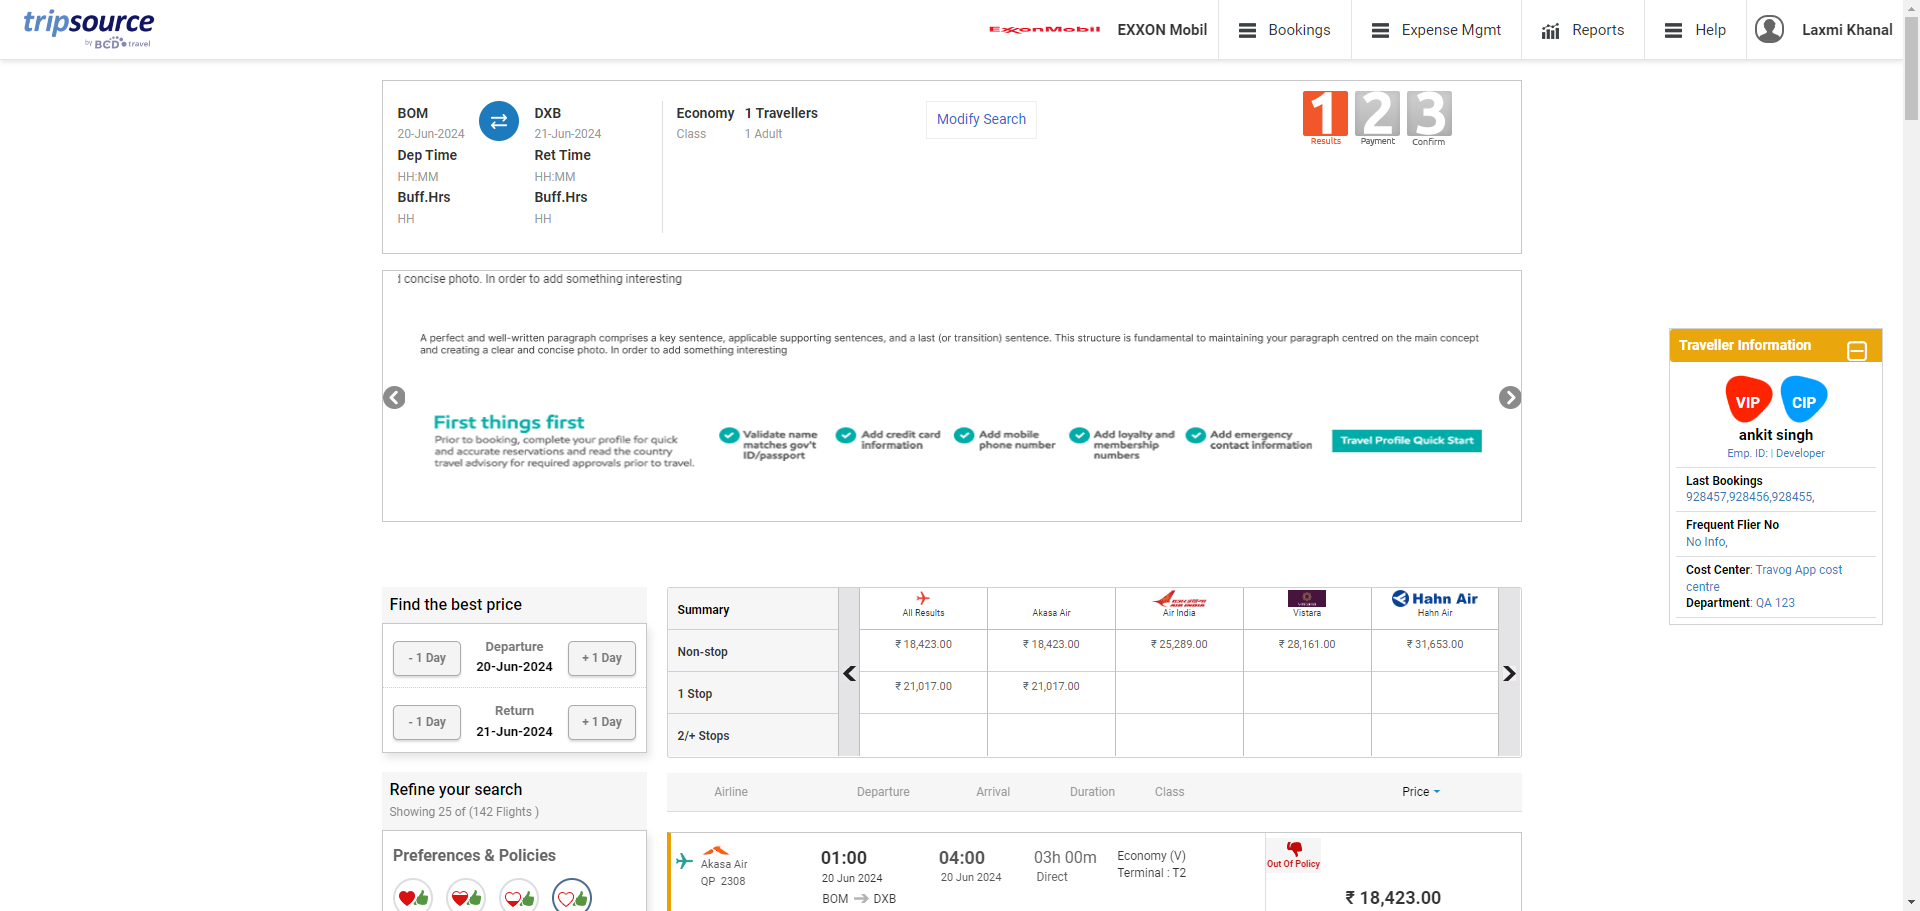 tripsource
by BCD travel
ExxonMobil
EXXON Mobil
Bookings
Expense Mgmt
Reports
Help
Laxmi Khanal
BOM
20-Jun-2024
Dep Time
HH:MM
Buff.Hrs
HH
DXB
21-Jun-2024
Ret Time
HH:MM
Buff.Hrs
HH
Economy
Class
1 Travellers
1 Adult
Modify Search
1
Results
2
Payment
3
Confirm
concise photo. In order to add something interesting
A perfect and well-written paragraph comprises a key sentence, applicable supporting sentences, and a last (or transition) sentence. This structure is fundamental to maintaining your paragraph centred on the main concept
and creating a clear and concise photo. In order to add something interesting
First things first
Prior to booking, complete your profile for quick
and accurate reservations and read the country
travel advisory for required approvals prior to travel.
Validate name
matches gov't
ID/passport
Add credit card
information
Add mobile
phone number
Add loyalty and
membership
numbers
Add emergency
contact information
Travel Profile Quick Start
Traveller Information
VIP CIP
ankit singh
Emp. ID: | Developer
Last Bookings
928457,928456,928455,
Frequent Flier No
No Info,
Cost Center: Travog App cost
centre
Department: QA 123
Find the best price
- 1 Day
Departure
20-Jun-2024
+ 1 Day
- 1 Day
Return
21-Jun-2024
+ 1 Day
Refine your search
Showing 25 of (142 Flights )
Preferences & Policies
Summary
All Results
Akasa Air
AIR INDIA
Air India
Vistara
Hahn Air
Hahn Air
Non-stop
₹ 18,423.00
₹ 18,423.00
₹ 25,289.00
₹ 28,161.00
₹ 31,653.00
1 Stop
₹ 21,017.00
₹ 21,017.00
2/+ Stops
Airline
Departure
Arrival
Duration
Class
Price
Akasa Air
QP 2308
01:00
20 Jun 2024
BOM DXB
04:00
20 Jun 2024
03h 00m
Direct
Economy (V)
Terminal : T2
Out Of Policy
₹ 18,423.00